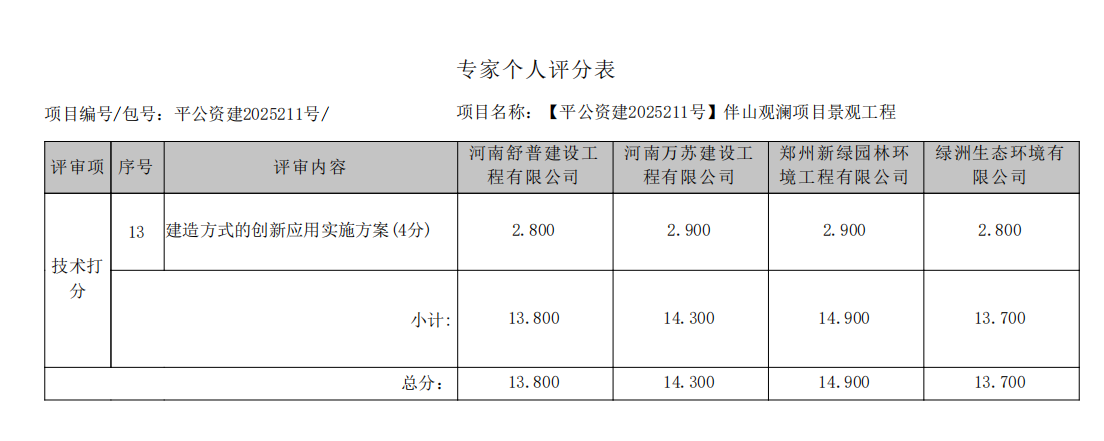 专家个人评分表
项目编号/包号：平公资建2025211号/
项目名称：【平公资建2025211号】伴山观澜项目景观工程
评审项 序号 评审内容 河南舒普建设工程有限公司 河南万苏建设工程有限公司 郑州新绿园林环境工程有限公司 绿洲生态环境有限公司
技术打分 13 建造方式的创新应用实施方案(4分) 2.800 2.900 2.900 2.800
小计: 13.800 14.300 14.900 13.700
总分： 13.800 14.300 14.900 13.700